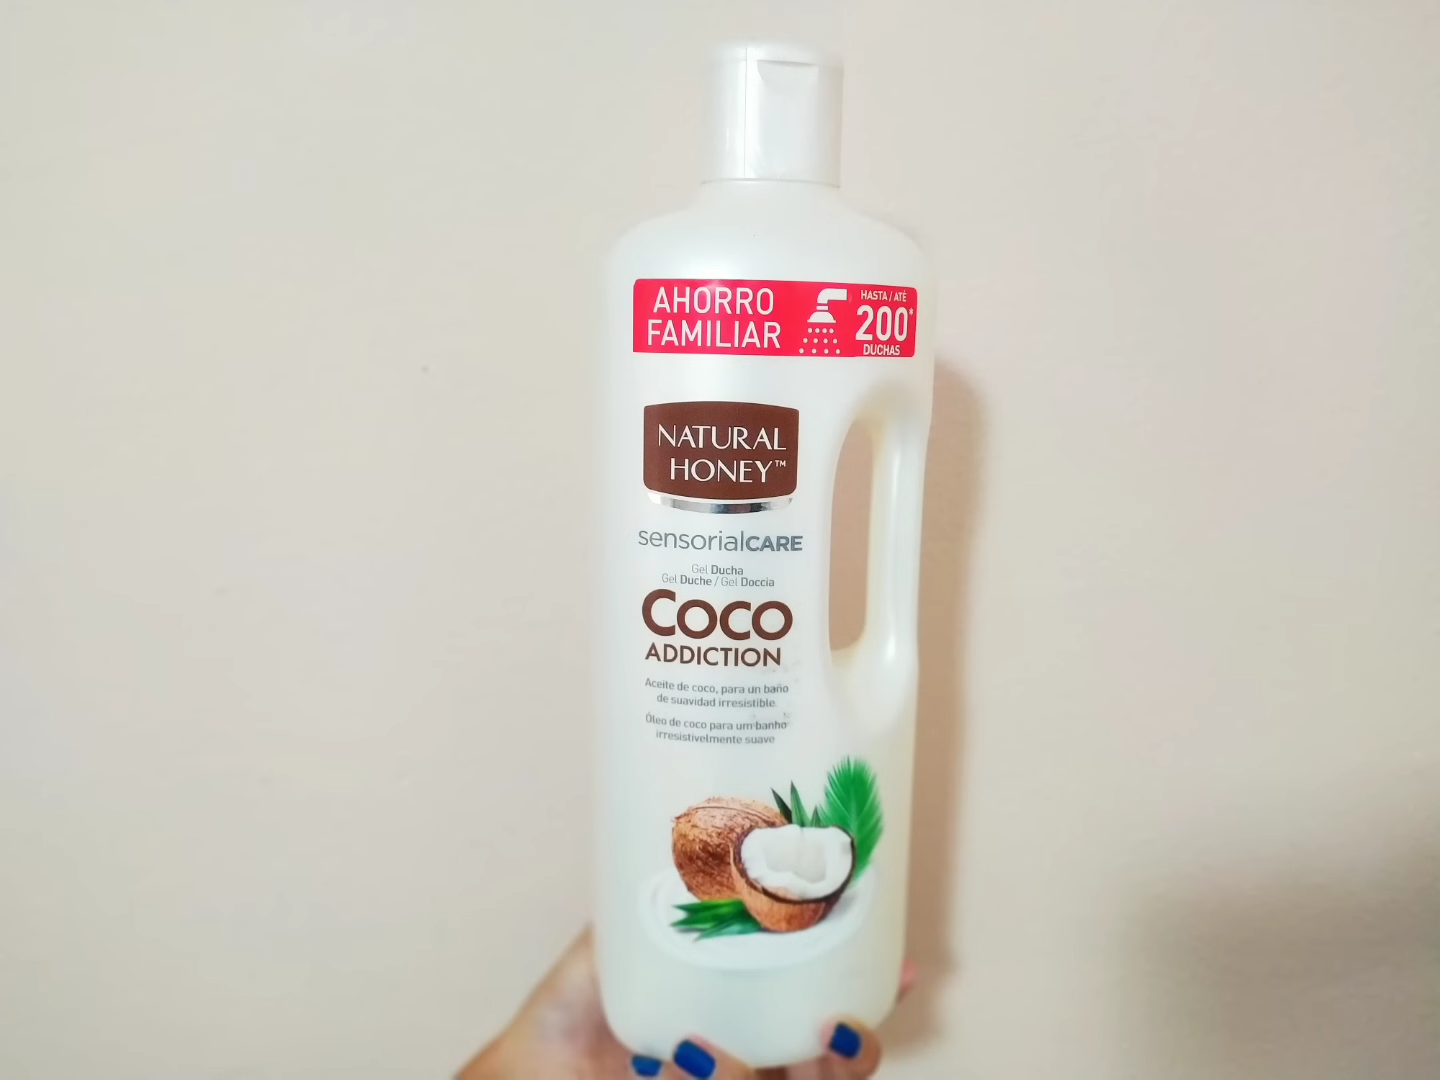 AHORRO
FAMILIAR
HASTA / ATÉ
200*
DUCHAS
NATURAL
HONEY™
sensorialCARE
Gel Ducha
Gel Duche / Gel Doccia
COCO
ADDICTION
Aceite de coco, para un baño
de suavidad irresistible
Óleo de coco para um banho
irresistivelmente suave